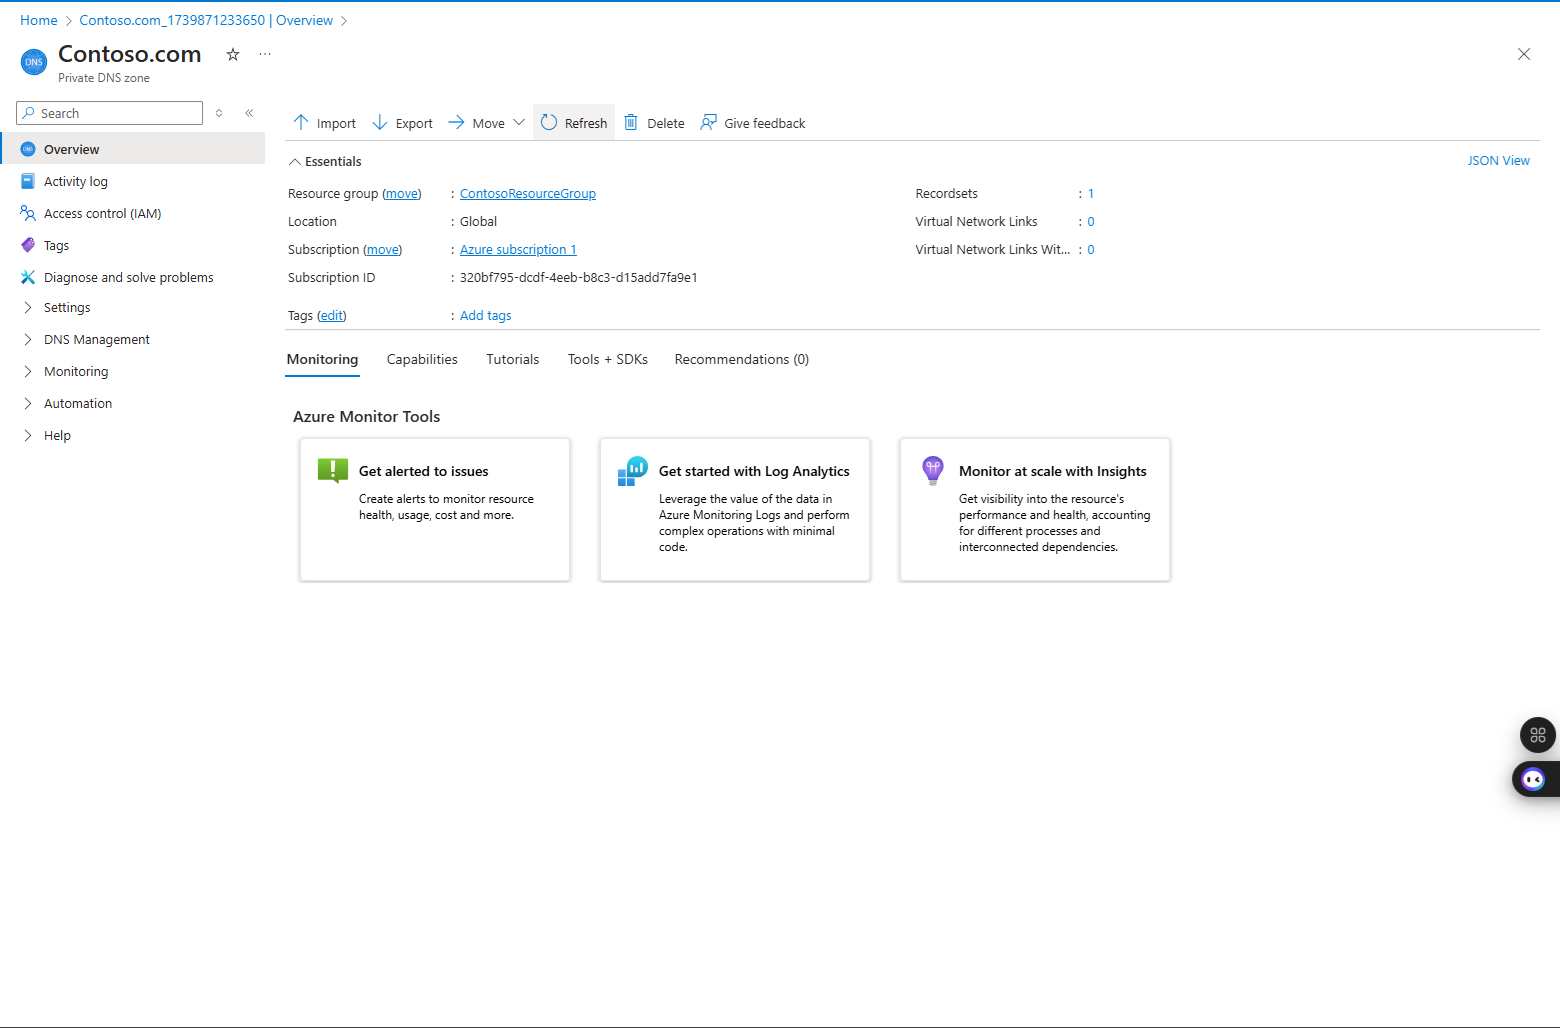 Home > Contoso.com_1739871233650 | Overview >
DNS
Contoso.com
Private DNS zone
Search
Overview
Activity log
Access control (IAM)
Tags
Diagnose and solve problems
Settings
DNS Management
Monitoring
Automation
Help
Import Export Move Refresh Delete Give feedback
Essentials
JSON View
Resource group (move) : ContosoResourceGroup
Location : Global
Subscription (move) : Azure subscription 1
Subscription ID : 320bf795-dcdf-4eeb-b8c3-d15add7fa9e1
Tags (edit) : Add tags
Recordsets : 1
Virtual Network Links : 0
Virtual Network Links Wit... : 0
Monitoring Capabilities Tutorials Tools + SDKs Recommendations (0)
Azure Monitor Tools
Get alerted to issues
Create alerts to monitor resource
health, usage, cost and more.
Get started with Log Analytics
Leverage the value of the data in
Azure Monitoring Logs and perform
complex operations with minimal
code.
Monitor at scale with Insights
Get visibility into the resource's
performance and health, accounting
for different processes and
interconnected dependencies.